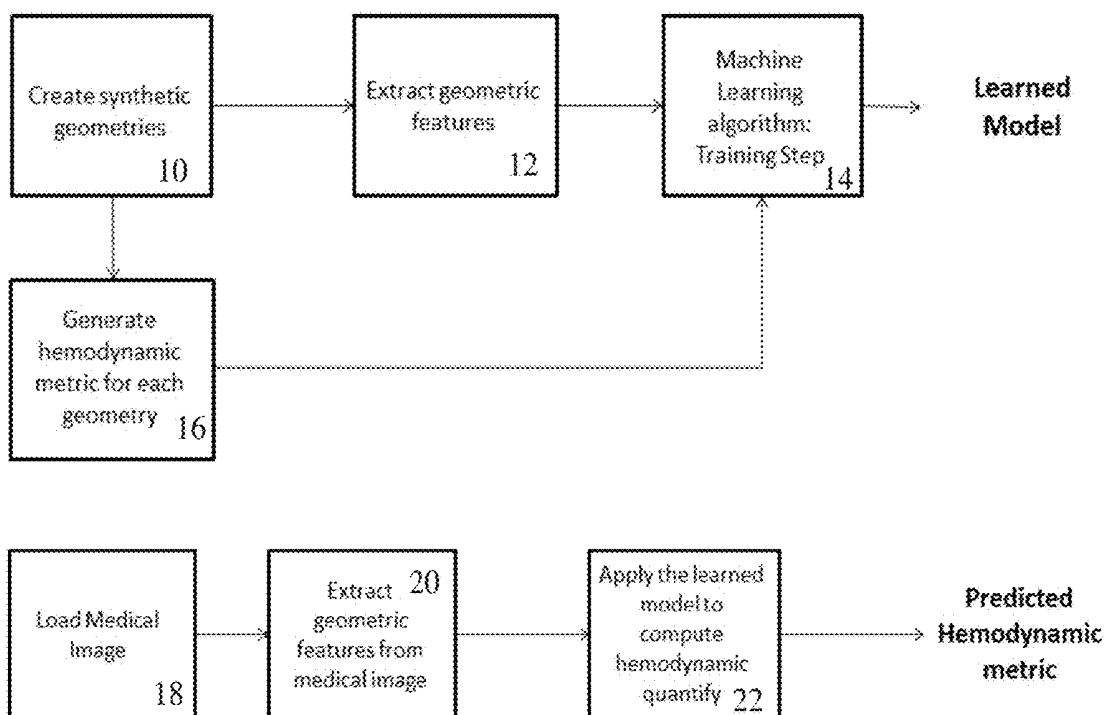 Create synthetic
geometries
10
Extract geometric
features
12
Machine
Learning
algorithm:
Training Step
14
Learned
Model
Generate
hemodynamic
metric for each
geometry
16
Load Medical
Image
18
20
Extract
geometric
features from
medical image
Apply the learned
model to
compute
hemodynamic
quantify
22
Predicted
Hemodynamic
metric